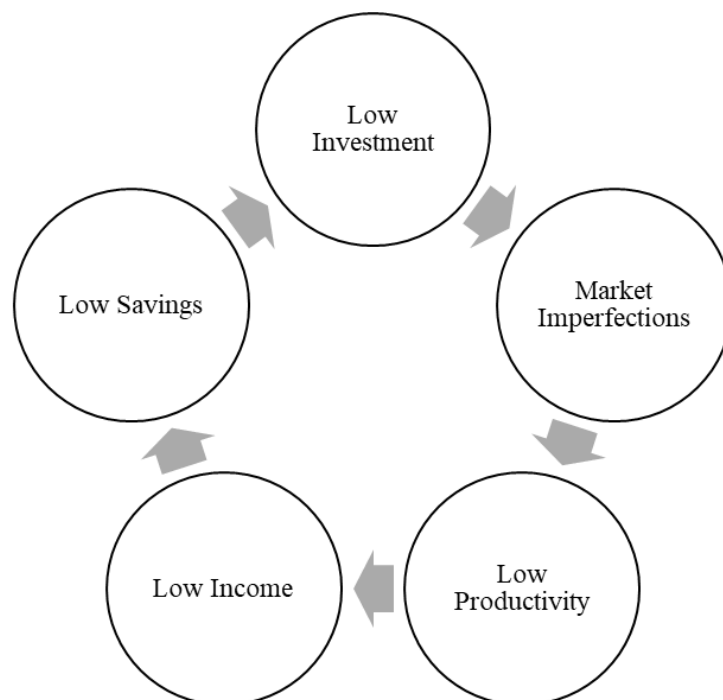 Low
Investment
Market
Imperfections
Low Savings
Low Income
Low
Productivity